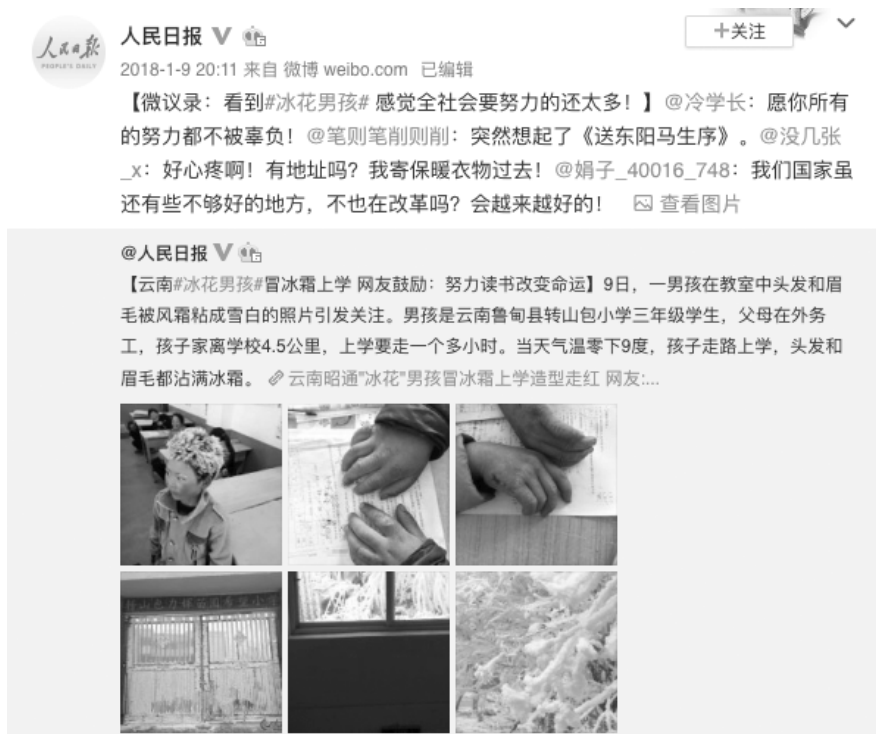 人民日报
PEOPLE'S DAILY
人民日报
+关注
2018-1-9 20:11 来自 微博 weibo.com 已编辑
【微议录：看到#冰花男孩# 感觉全社会要努力的还太多！】@冷学长：愿你所有
的努力都不被辜负！@笔则笔削则削：突然想起了《送东阳马生序》。@没几张
_x：好心疼啊！有地址吗？我寄保暖衣物过去！@娟子_40016_748：我们国家虽
还有些不够好的地方，不也在改革吗？会越来越好的！ 查看图片
@人民日报
【云南#冰花男孩#冒冰霜上学 网友鼓励：努力读书改变命运】9日，一男孩在教室中头发和眉
毛被风霜粘成雪白的照片引发关注。男孩是云南鲁甸县转山包小学三年级学生，父母在外务
工，孩子家离学校4.5公里，上学要走一个多小时。当天气温零下9度，孩子走路上学，头发和
眉毛都沾满冰霜。 云南昭通"冰花"男孩冒冰霜上学造型走红 网友:...